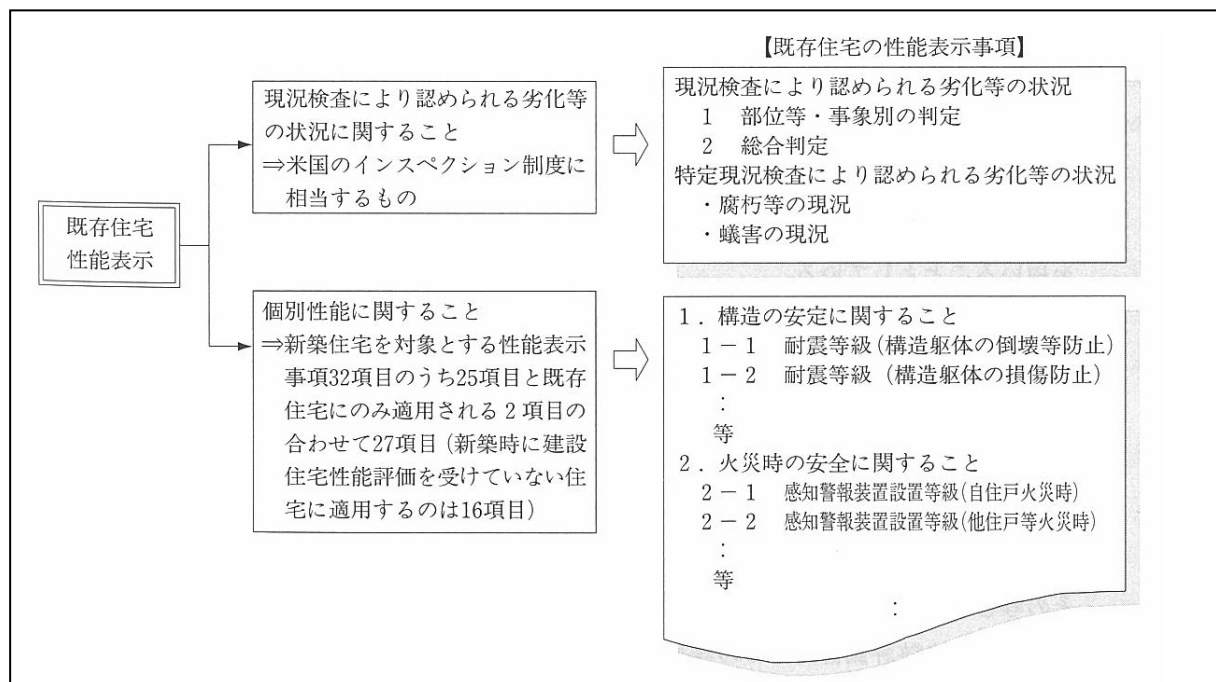 【既存住宅の性能表示事項】
現況検査により認められる劣化等
の状況に関すること
⇒米国のインスペクション制度に
相当するもの
現況検査により認められる劣化等の状況
1 部位等・事象別の判定
2 総合判定
特定現況検査により認められる劣化等の状況
・腐朽等の現況
・蟻害の現況
既存住宅
性能表示
個別性能に関すること
⇒新築住宅を対象とする性能表示
事項32項目のうち25項目と既存
住宅にのみ適用される2項目の
合わせて27項目（新築時に建設
住宅性能評価を受けていない住
宅に適用するのは16項目）
1．構造の安定に関すること
1－1 耐震等級（構造躯体の倒壊等防止）
1－2 耐震等級（構造躯体の損傷防止）
：
等
2．火災時の安全に関すること
2－1 感知警報装置設置等級（自住戸火災時）
2－2 感知警報装置設置等級（他住戸等火災時）
：
等
：